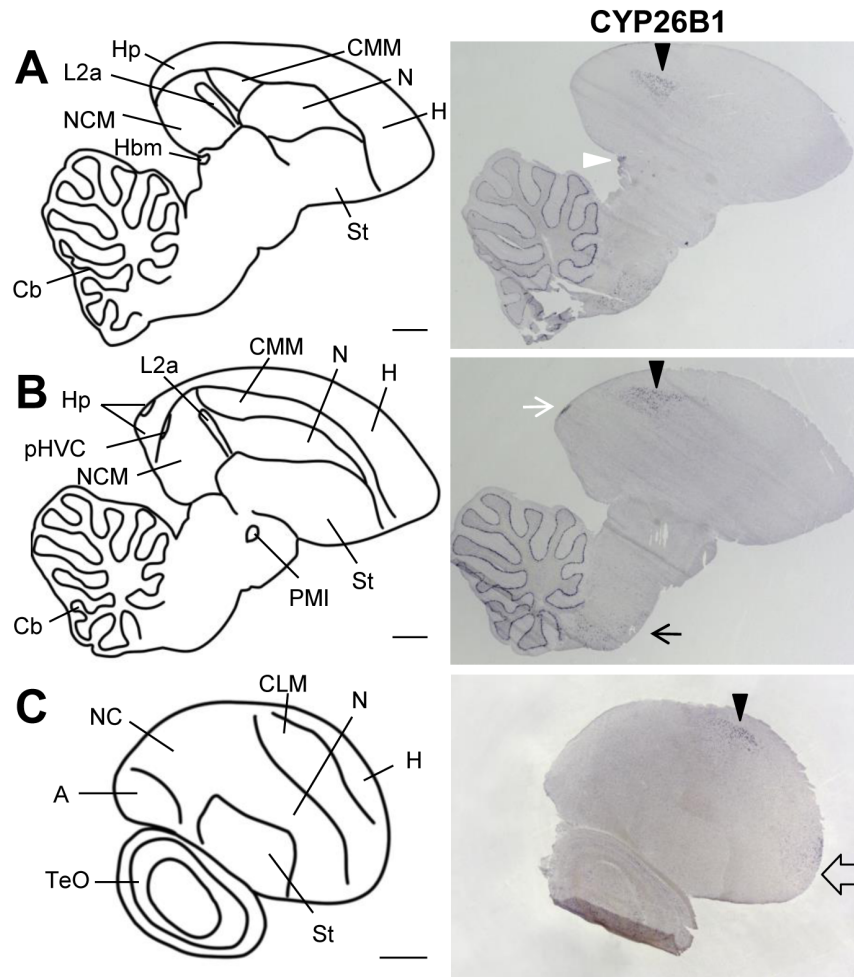 CYP26B1
A
Hp
CMM
L2a
N
NCM
H
Hbm
St
Cb
B
L2a
CMM
N
H
Hp
pHVC
NCM
St
PMI
Cb
C
CLM
NC
N
H
A
TeO
St